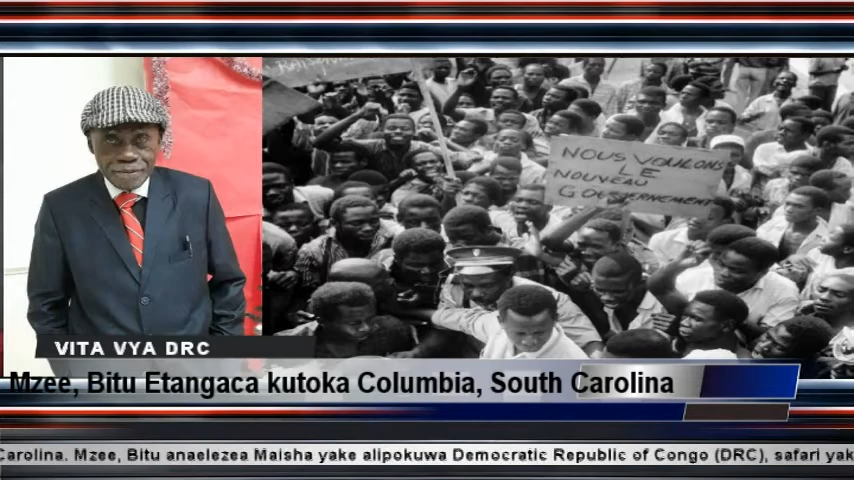 NOUS VOULONS
LE
NOUVEAU
GOUVERNEMENT
VITA VYA DRC
Mzee, Bitu Etangaca kutoka Columbia, South Carolina
Carolina. Mzee, Bitu anaelezea Maisha yake alipokuwa Democratic Republic of Congo (DRC), safari yak